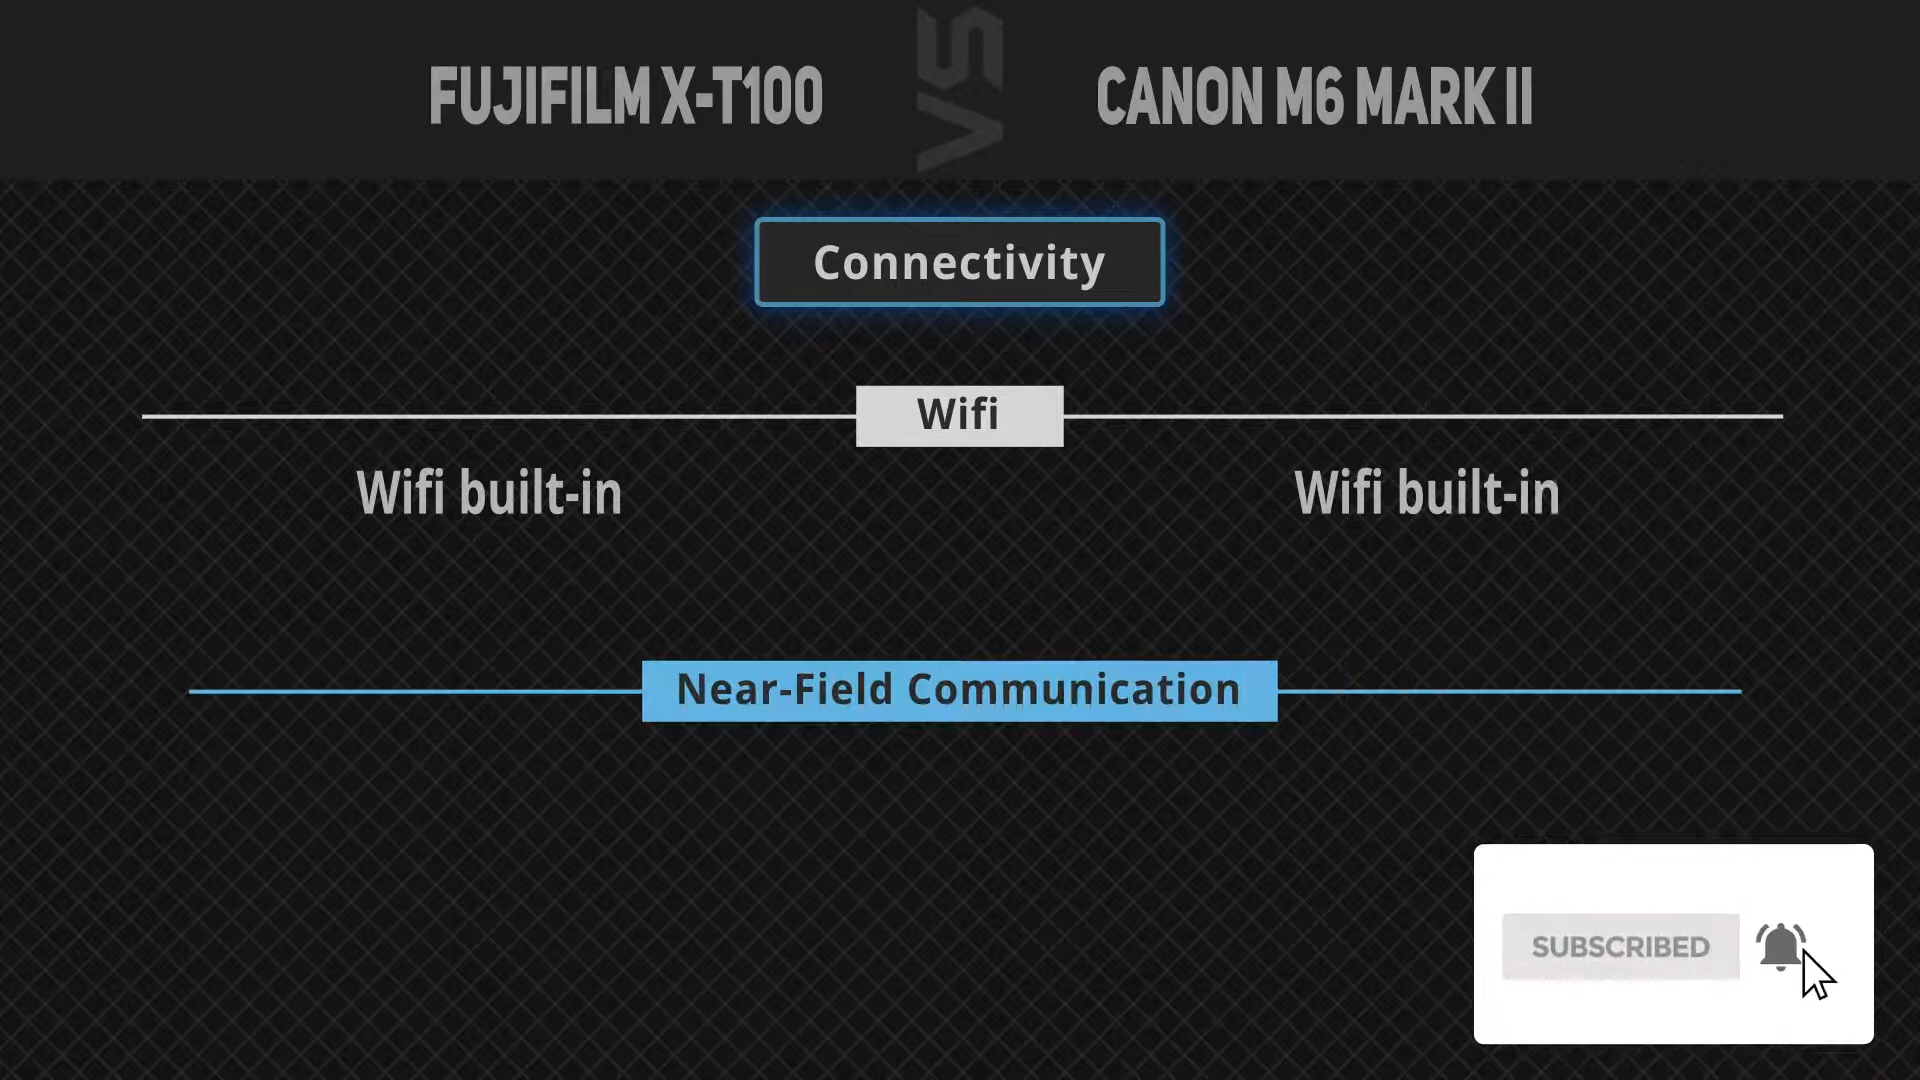 FUJIFILM X-T100
VS
CANON M6 MARK II
Connectivity
Wifi
Wifi built-in
Wifi built-in
Near-Field Communication
SUBSCRIBED